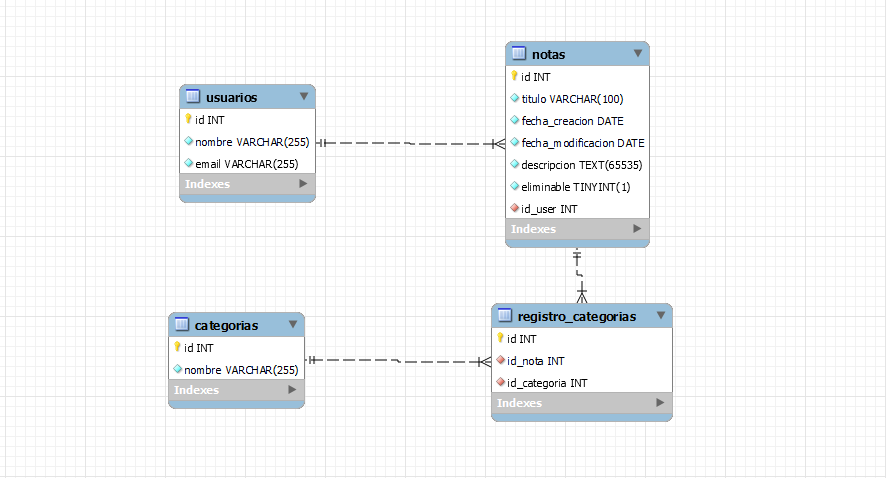 usuarios
id INT
nombre VARCHAR(255)
email VARCHAR(255)
Indexes
notas
id INT
titulo VARCHAR(100)
fecha_creacion DATE
fecha_modificacion DATE
descripcion TEXT(65535)
eliminable TINYINT(1)
id_user INT
Indexes
categorias
id INT
nombre VARCHAR(255)
Indexes
registro_categorias
id INT
id_nota INT
id_categoria INT
Indexes